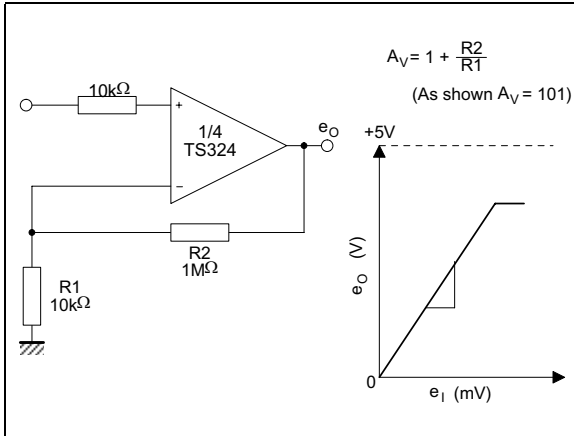 A_V = 1 + R2/R1
(As shown A_V = 101)
10kΩ
+
1/4
TS324
−
e_O
R2
1MΩ
R1
10kΩ
+5V
e_O (V)
0
e_I (mV)